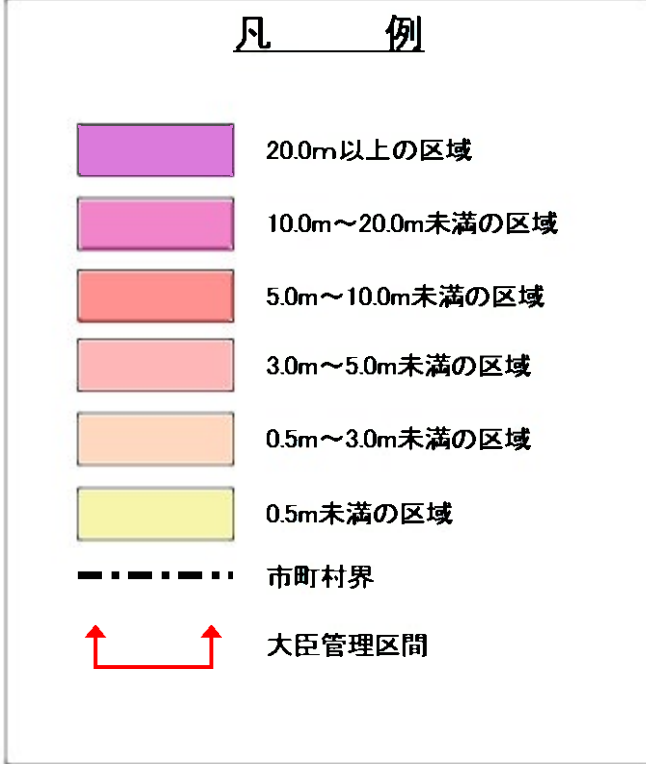 凡 例
20.0m以上の区域
10.0m～20.0m未満の区域
5.0m～10.0m未満の区域
3.0m～5.0m未満の区域
0.5m～3.0m未満の区域
0.5m未満の区域
市町村界
大臣管理区間